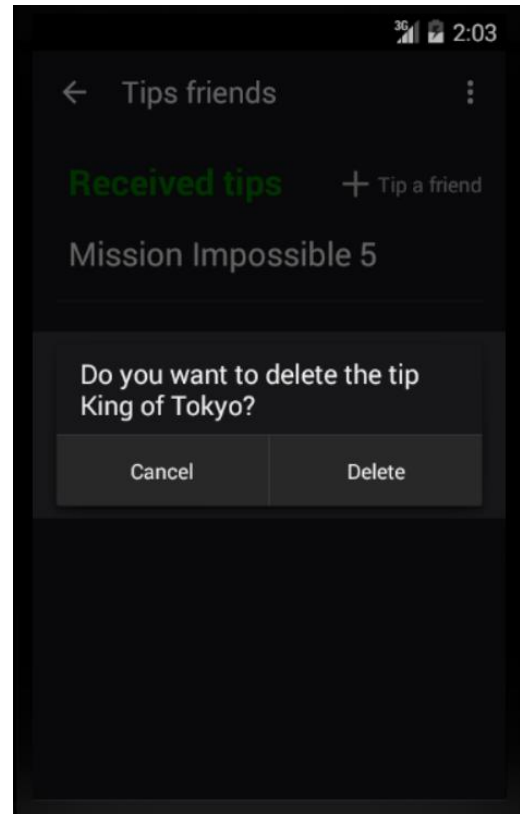 3G 2:03
Tips friends
Received tips + Tip a friend
Mission Impossible 5
Do you want to delete the tip
King of Tokyo?
Cancel Delete